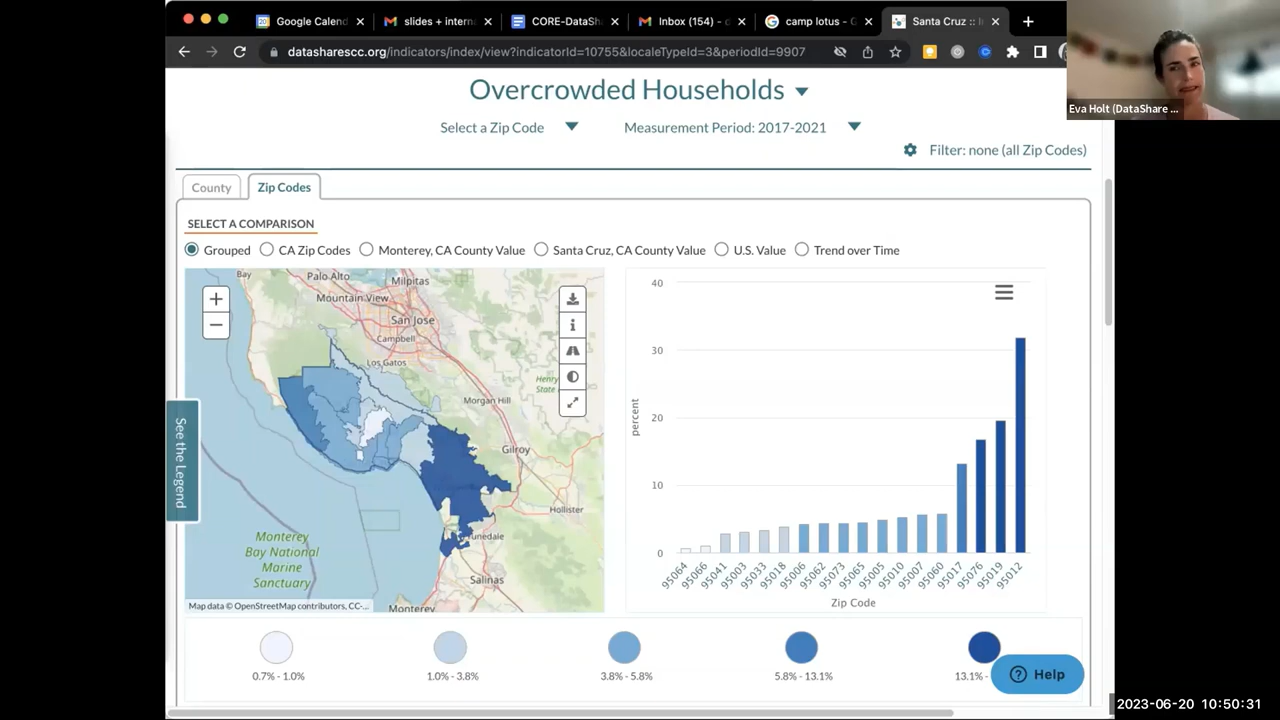 Google Calend
slides + intern
CORE-DataSha
Inbox (154) - d
camp lotus - G
Santa Cruz :: In
datasharescc.org/indicators/index/view?indicatorId=10755&localeTypeId=3&periodId=9907
Eva Holt (DataShare ...
Overcrowded Households
Select a Zip Code
Measurement Period: 2017-2021
Filter: none (all Zip Codes)
County
Zip Codes
SELECT A COMPARISON
Grouped
CA Zip Codes
Monterey, CA County Value
Santa Cruz, CA County Value
U.S. Value
Trend over Time
Bay
Palo Alto
Milpitas
Mountain View
San Jose
Campbell
Los Gatos
Henry
State
Morgan Hill
Gilroy
Hollister
Prunedale
Salinas
Monterey
Monterey
Bay National
Marine
Sanctuary
Map data © OpenStreetMap contributors, CC-...
See the Legend
40
30
20
10
0
percent
95064
95066
95041
95003
95033
95018
95006
95062
95073
95065
95005
95010
95007
95060
95017
95076
95019
95012
Zip Code
0.7% - 1.0%
1.0% - 3.8%
3.8% - 5.8%
5.8% - 13.1%
13.1% -
Help
2023-06-20 10:50:31